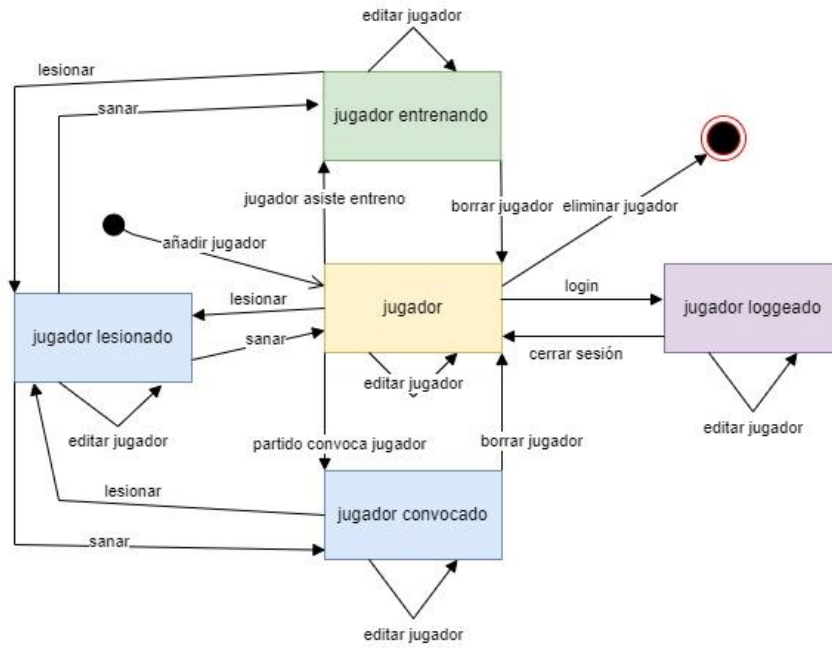 editar jugador
lesionar
sanar
jugador entrenando
jugador asiste entreno
borrar jugador
eliminar jugador
añadir jugador
login
lesionar
jugador
jugador loggeado
jugador lesionado
sanar
cerrar sesión
editar jugador
editar jugador
editar jugador
partido convoca jugador
borrar jugador
lesionar
jugador convocado
sanar
editar jugador